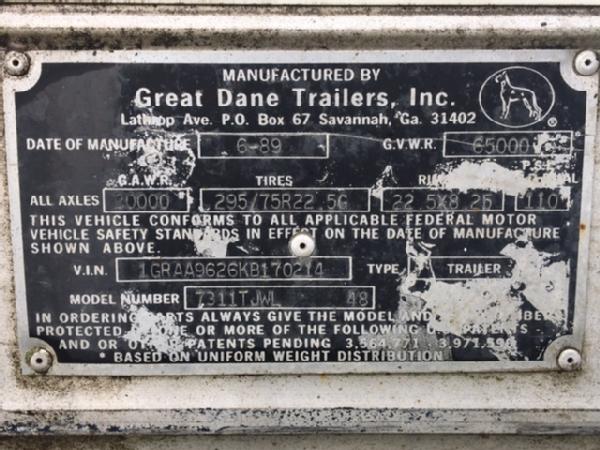 MANUFACTURED BY
Great Dane Trailers, Inc.
Lathrop Ave. P.O. Box 67 Savannah, Ga. 31402
DATE OF MANUFACTURE 6-89 G.V.W.R. 65000
G.A.W.R. TIRES
ALL AXLES 20000 295/75R22.5G 22.5X8.25 110
THIS VEHICLE CONFORMS TO ALL APPLICABLE FEDERAL MOTOR
VEHICLE SAFETY STANDARDS IN EFFECT ON THE DATE OF MANUFACTURE
SHOWN ABOVE.
V.I.N. 1GRAA9626KB170214 TYPE TRAILER
MODEL NUMBER 7311TJWL 48
IN ORDERING PARTS ALWAYS GIVE THE MODEL AND
PROTECTED ONE OR MORE OF THE FOLLOWING U.S. PATENTS
AND OR PATENTS PENDING 3,564,771 - 3,971,596
* BASED ON UNIFORM WEIGHT DISTRIBUTION